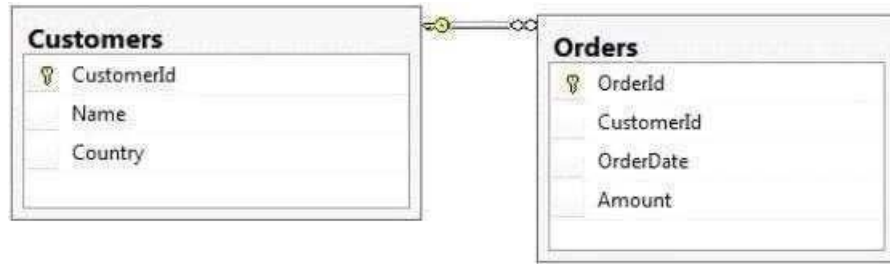 Customers
CustomerId
Name
Country
Orders
OrderId
CustomerId
OrderDate
Amount